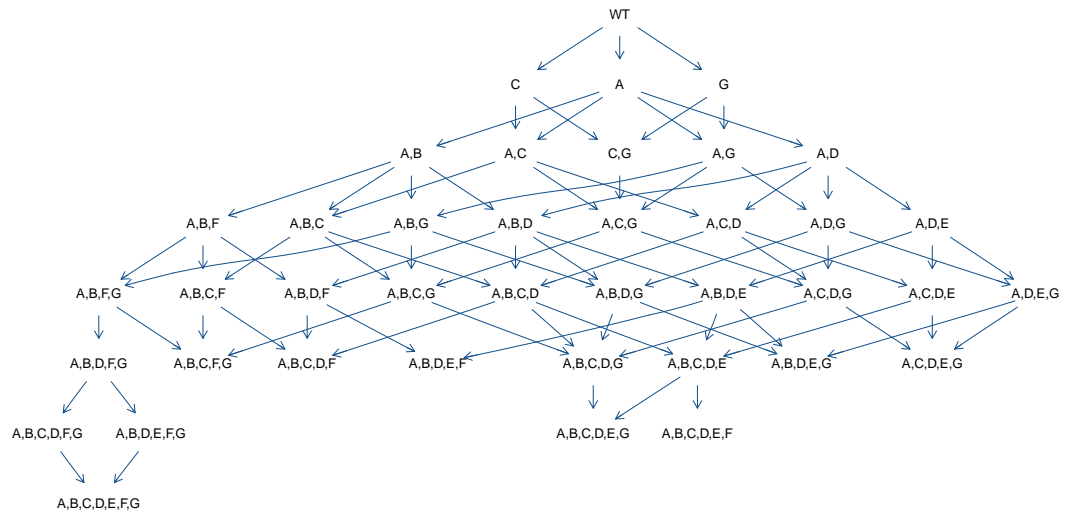 WT
C A G
A,B A,C C,G A,G A,D
A,B,F A,B,C A,B,G A,B,D A,C,G A,C,D A,D,G A,D,E
A,B,F,G A,B,C,F A,B,D,F A,B,C,G A,B,C,D A,B,D,G A,B,D,E A,C,D,G A,C,D,E A,D,E,G
A,B,D,F,G A,B,C,F,G A,B,C,D,F A,B,D,E,F A,B,C,D,G A,B,C,D,E A,B,D,E,G A,C,D,E,G
A,B,C,D,F,G A,B,D,E,F,G A,B,C,D,E,G A,B,C,D,E,F
A,B,C,D,E,F,G